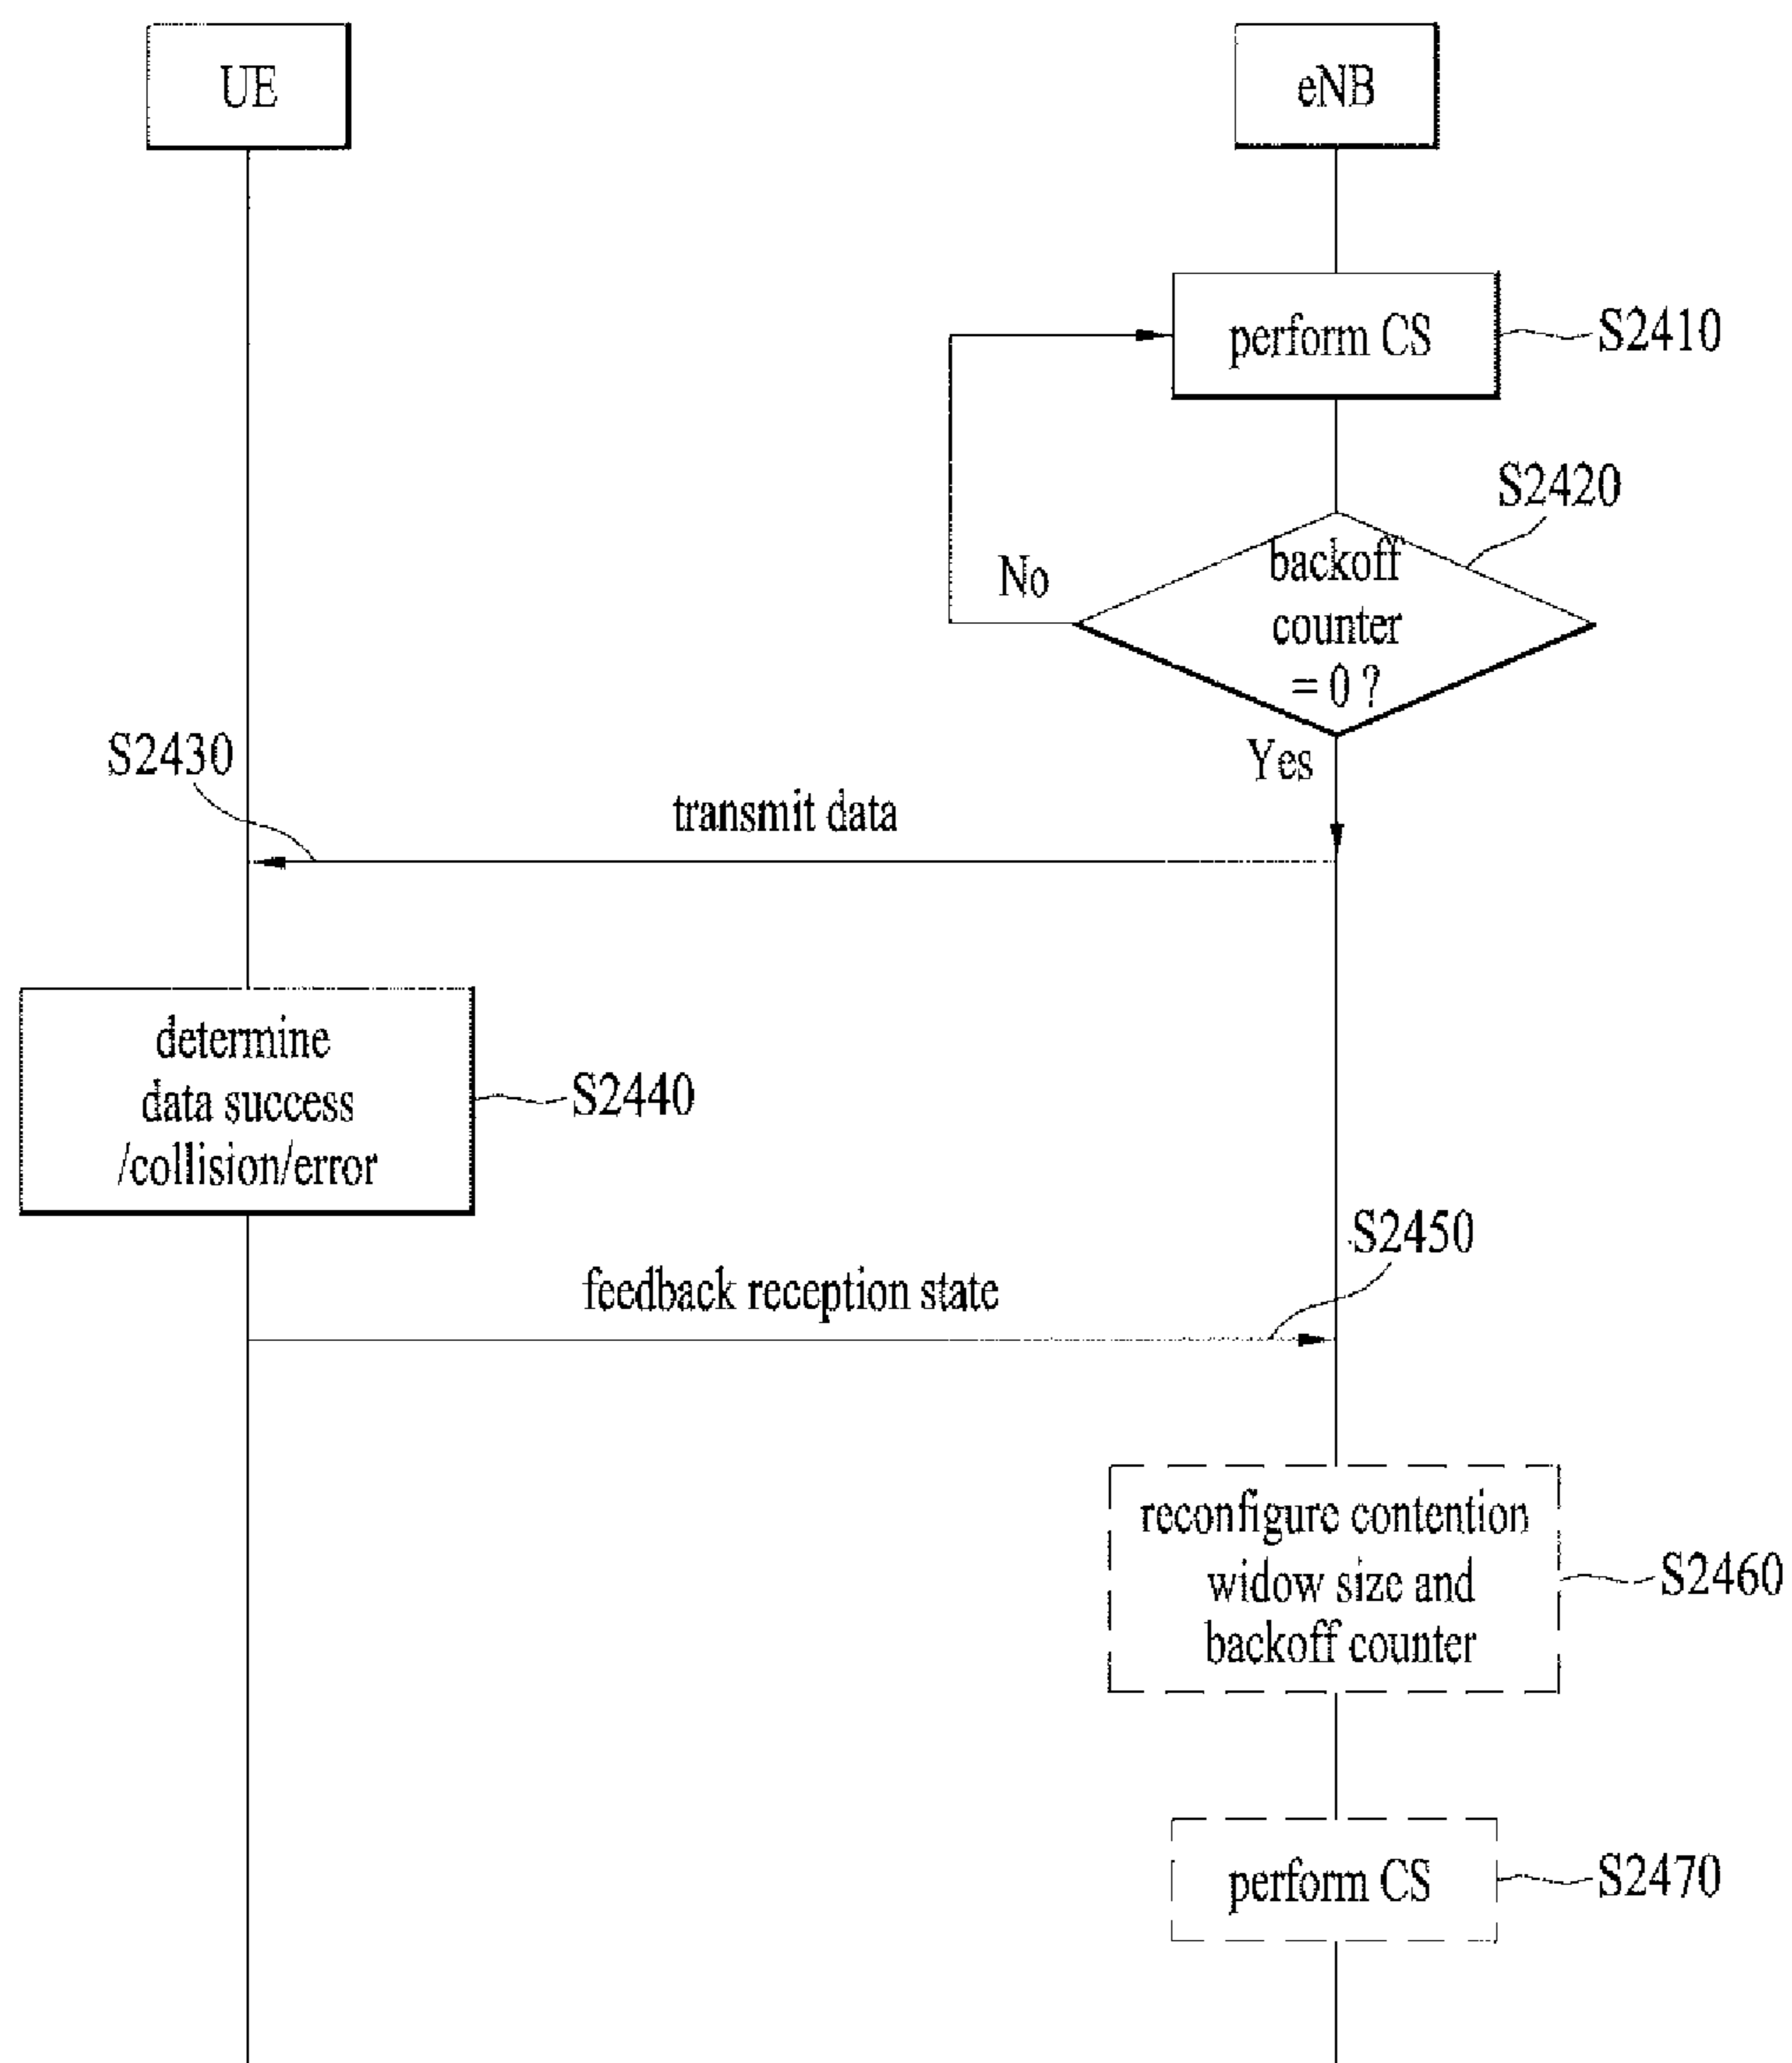 UE
eNB
perform CS
S2410
S2420
backoff
counter
= 0 ?
No
Yes
S2430
transmit data
determine
data success
/collision/error
S2440
S2450
feedback reception state
reconfigure contention
widow size and
backoff counter
S2460
perform CS
S2470